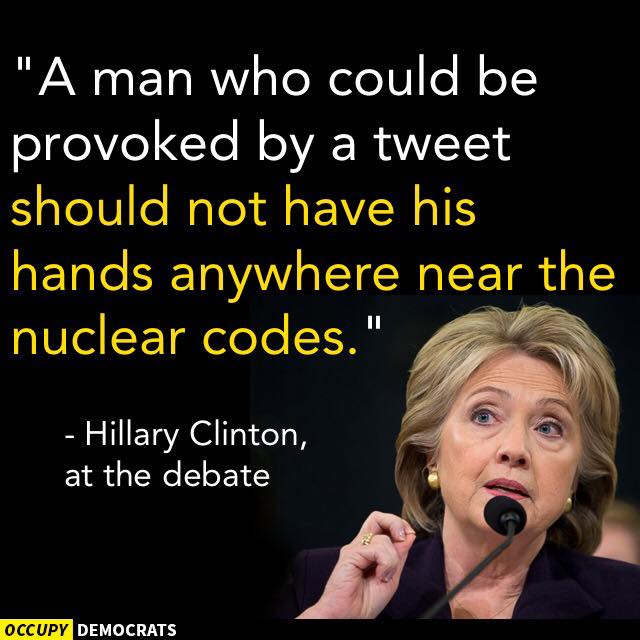 "A man who could be
provoked by a tweet
should not have his
hands anywhere near the
nuclear codes."
- Hillary Clinton,
at the debate
OCCUPY DEMOCRATS